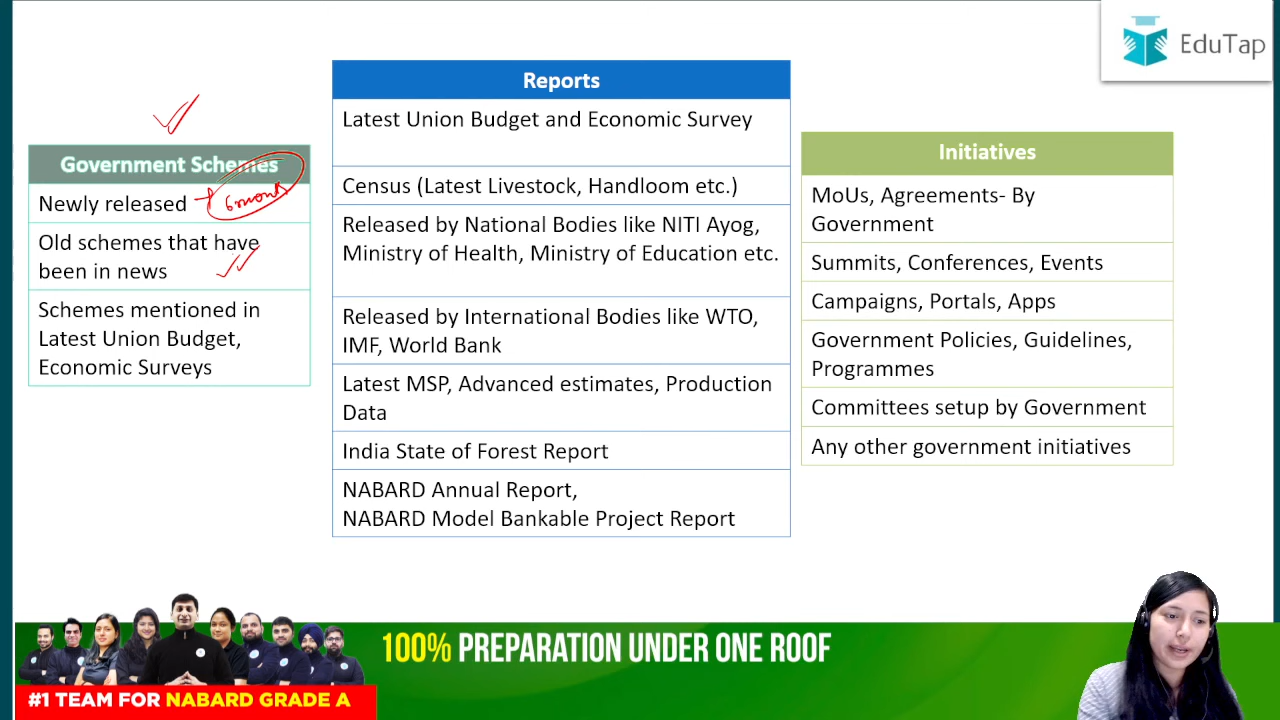 EduTap
Government Schemes
Newly released
6 months
Old schemes that have
been in news
Schemes mentioned in
Latest Union Budget,
Economic Surveys
Reports
Latest Union Budget and Economic Survey
Census (Latest Livestock, Handloom etc.)
Released by National Bodies like NITI Ayog,
Ministry of Health, Ministry of Education etc.
Released by International Bodies like WTO,
IMF, World Bank
Latest MSP, Advanced estimates, Production
Data
India State of Forest Report
NABARD Annual Report,
NABARD Model Bankable Project Report
Initiatives
MoUs, Agreements- By
Government
Summits, Conferences, Events
Campaigns, Portals, Apps
Government Policies, Guidelines,
Programmes
Committees setup by Government
Any other government initiatives
100% PREPARATION UNDER ONE ROOF
#1 TEAM FOR NABARD GRADE A